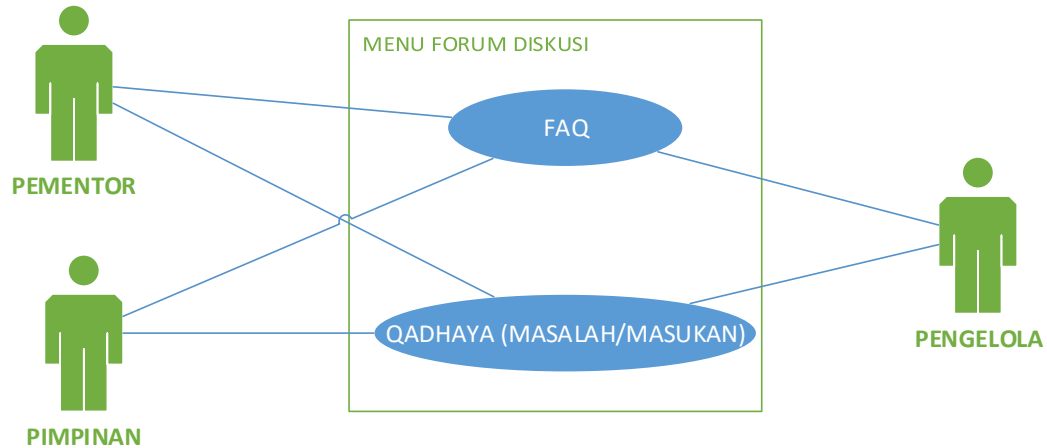 MENU FORUM DISKUSI
FAQ
PEMENTOR
QADHAYA (MASALAH/MASUKAN)
PENGELOLA
PIMPINAN